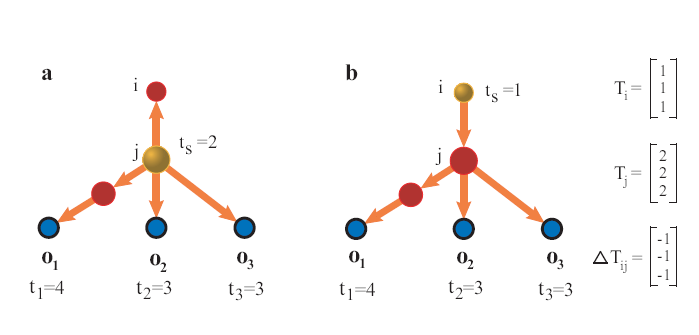 a
i
j
t_s =2
o_1 o_2 o_3
t_1=4 t_2=3 t_3=3
b
i
t_s =1
j
o_1 o_2 o_3
t_1=4 t_2=3 t_3=3
T_i = [1 1 1]
T_j = [2 2 2]
ΔT_ij = [-1 -1 -1]